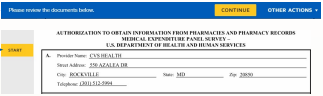 Please review the documents below.
CONTINUE
OTHER ACTIONS
START
AUTHORIZATION TO OBTAIN INFORMATION FROM PHARMACIES AND PHARMACY RECORDS
MEDICAL EXPENDITURE PANEL SURVEY –
U.S. DEPARTMENT OF HEALTH AND HUMAN SERVICES
A. Provider Name: CVS HEALTH
Street Address: 550 AZALEA DR
City: ROCKVILLE State: MD Zip: 20850
Telephone: (301) 512-5994